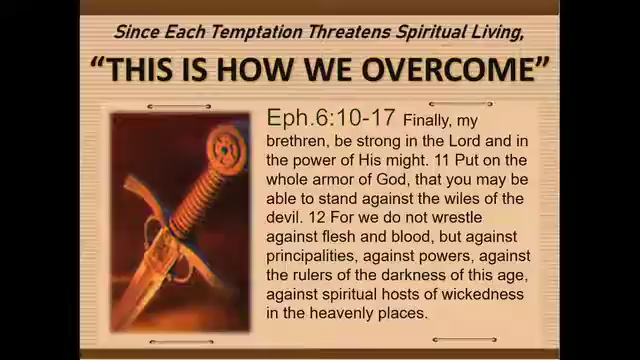 Since Each Temptation Threatens Spiritual Living,
“THIS IS HOW WE OVERCOME”
Eph.6:10-17 Finally, my
brethren, be strong in the Lord and in
the power of His might. 11 Put on the
whole armor of God, that you may be
able to stand against the wiles of the
devil. 12 For we do not wrestle
against flesh and blood, but against
principalities, against powers, against
the rulers of the darkness of this age,
against spiritual hosts of wickedness
in the heavenly places.